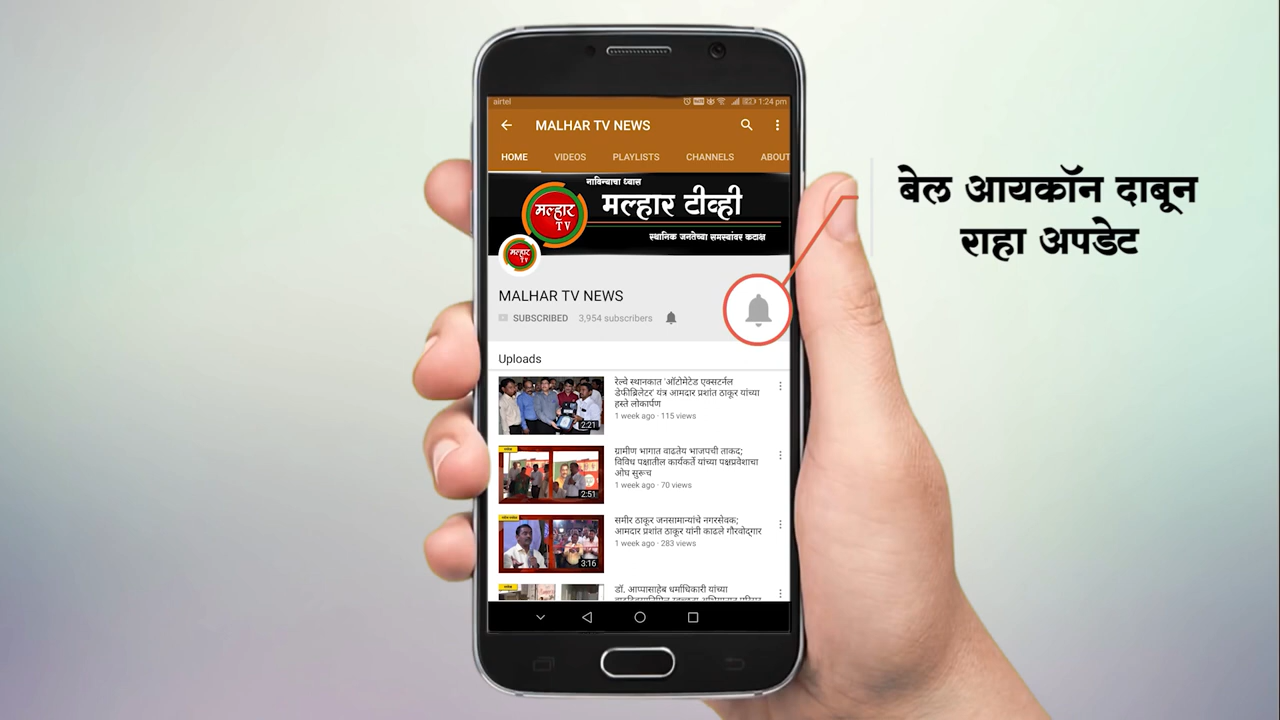 airtel
1:24 pm
MALHAR TV NEWS
HOME VIDEOS PLAYLISTS CHANNELS ABOUT
नाविन्याचा ध्यास
मल्हार टीव्ही
स्थानिक जनतेच्या समस्यांवर कटाक्ष
मल्हार
TV
मल्हार
TV
MALHAR TV NEWS
SUBSCRIBED 3,954 subscribers
बेल आयकॉन दाबून
राहा अपडेट
Uploads
रेल्वे स्थानकात 'ऑटोमेटेड एक्सटर्नल
डेफीब्रिलेटर' यंत्र आमदार प्रशांत ठाकूर यांच्या
हस्ते लोकार्पण
1 week ago · 115 views
2:21
ग्रामीण भागात वाढतेय भाजपची ताकद;
विविध पक्षातील कार्यकर्ते यांच्या पक्षप्रवेशाचा
ओघ सुरूच
1 week ago · 70 views
2:51
समीर ठाकूर जनसामान्यांचे नगरसेवक;
आमदार प्रशांत ठाकूर यांनी काढले गौरवोद्गार
1 week ago · 283 views
3:16
डॉ. आप्पासाहेब धर्माधिकारी यांच्या